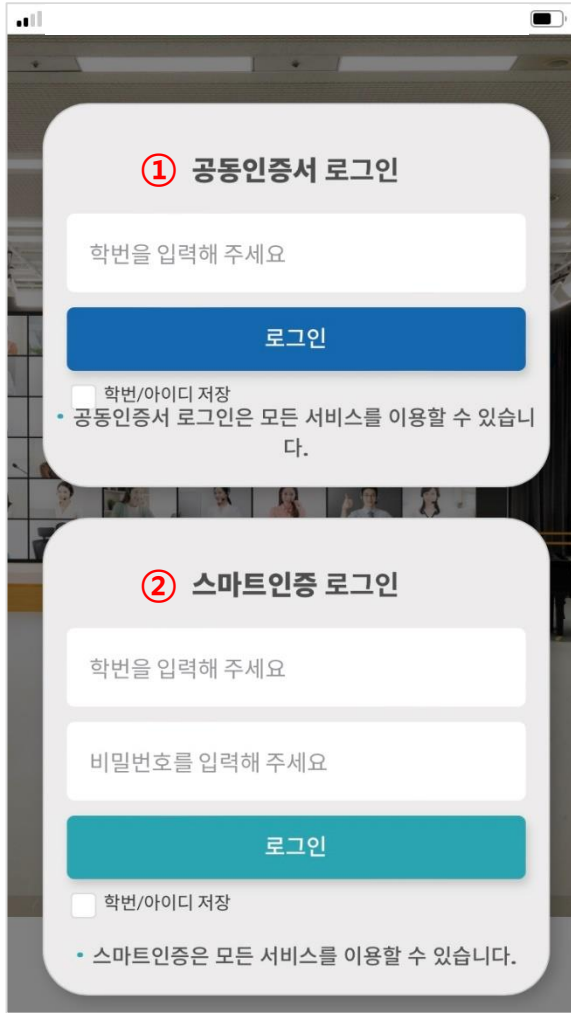 ① 공동인증서 로그인
학번을 입력해 주세요
로그인
학번/아이디 저장
• 공동인증서 로그인은 모든 서비스를 이용할 수 있습니
다.
② 스마트인증 로그인
학번을 입력해 주세요
비밀번호를 입력해 주세요
로그인
학번/아이디 저장
• 스마트인증은 모든 서비스를 이용할 수 있습니다.